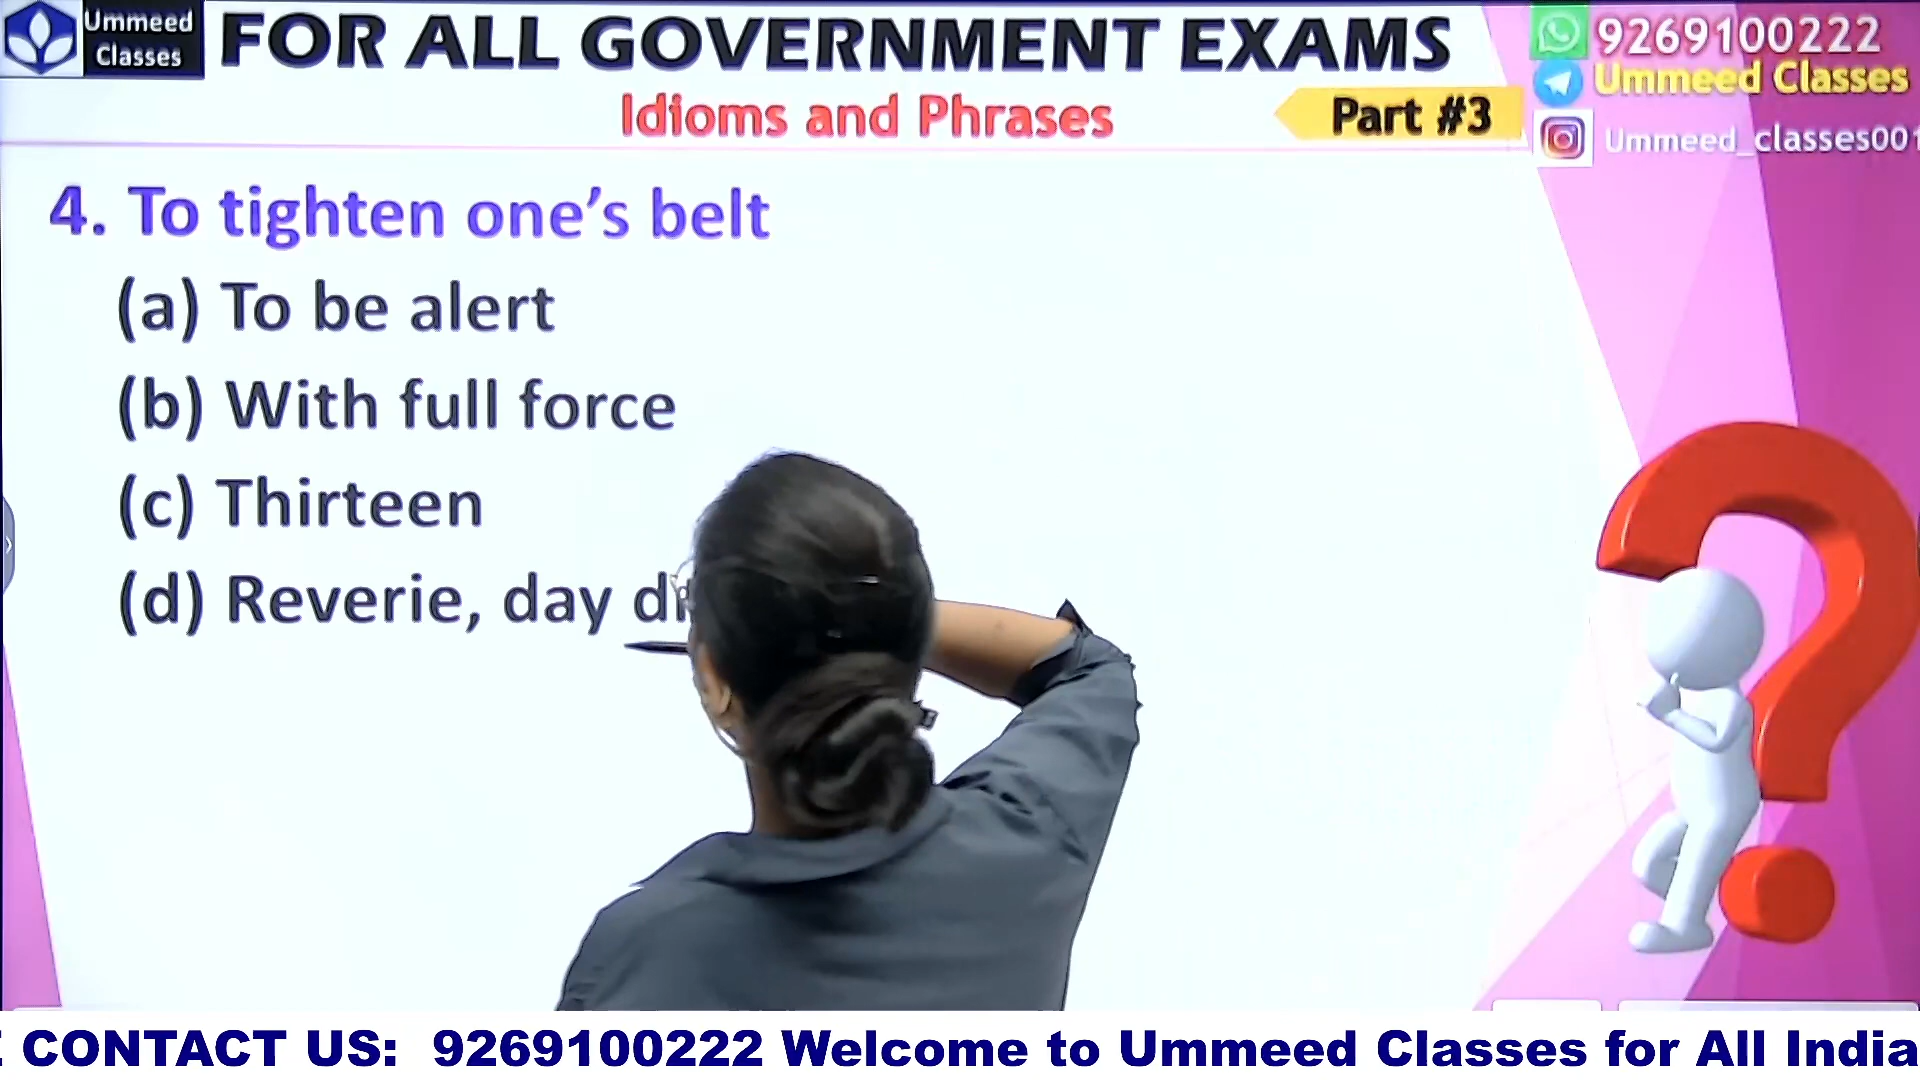 Ummeed
Classes
FOR ALL GOVERNMENT EXAMS
Idioms and Phrases
Part #3
9269100222
Ummeed Classes
Ummeed_classes001
4. To tighten one’s belt
(a) To be alert
(b) With full force
(c) Thirteen
(d) Reverie, day
CONTACT US: 9269100222 Welcome to Ummeed Classes for All India